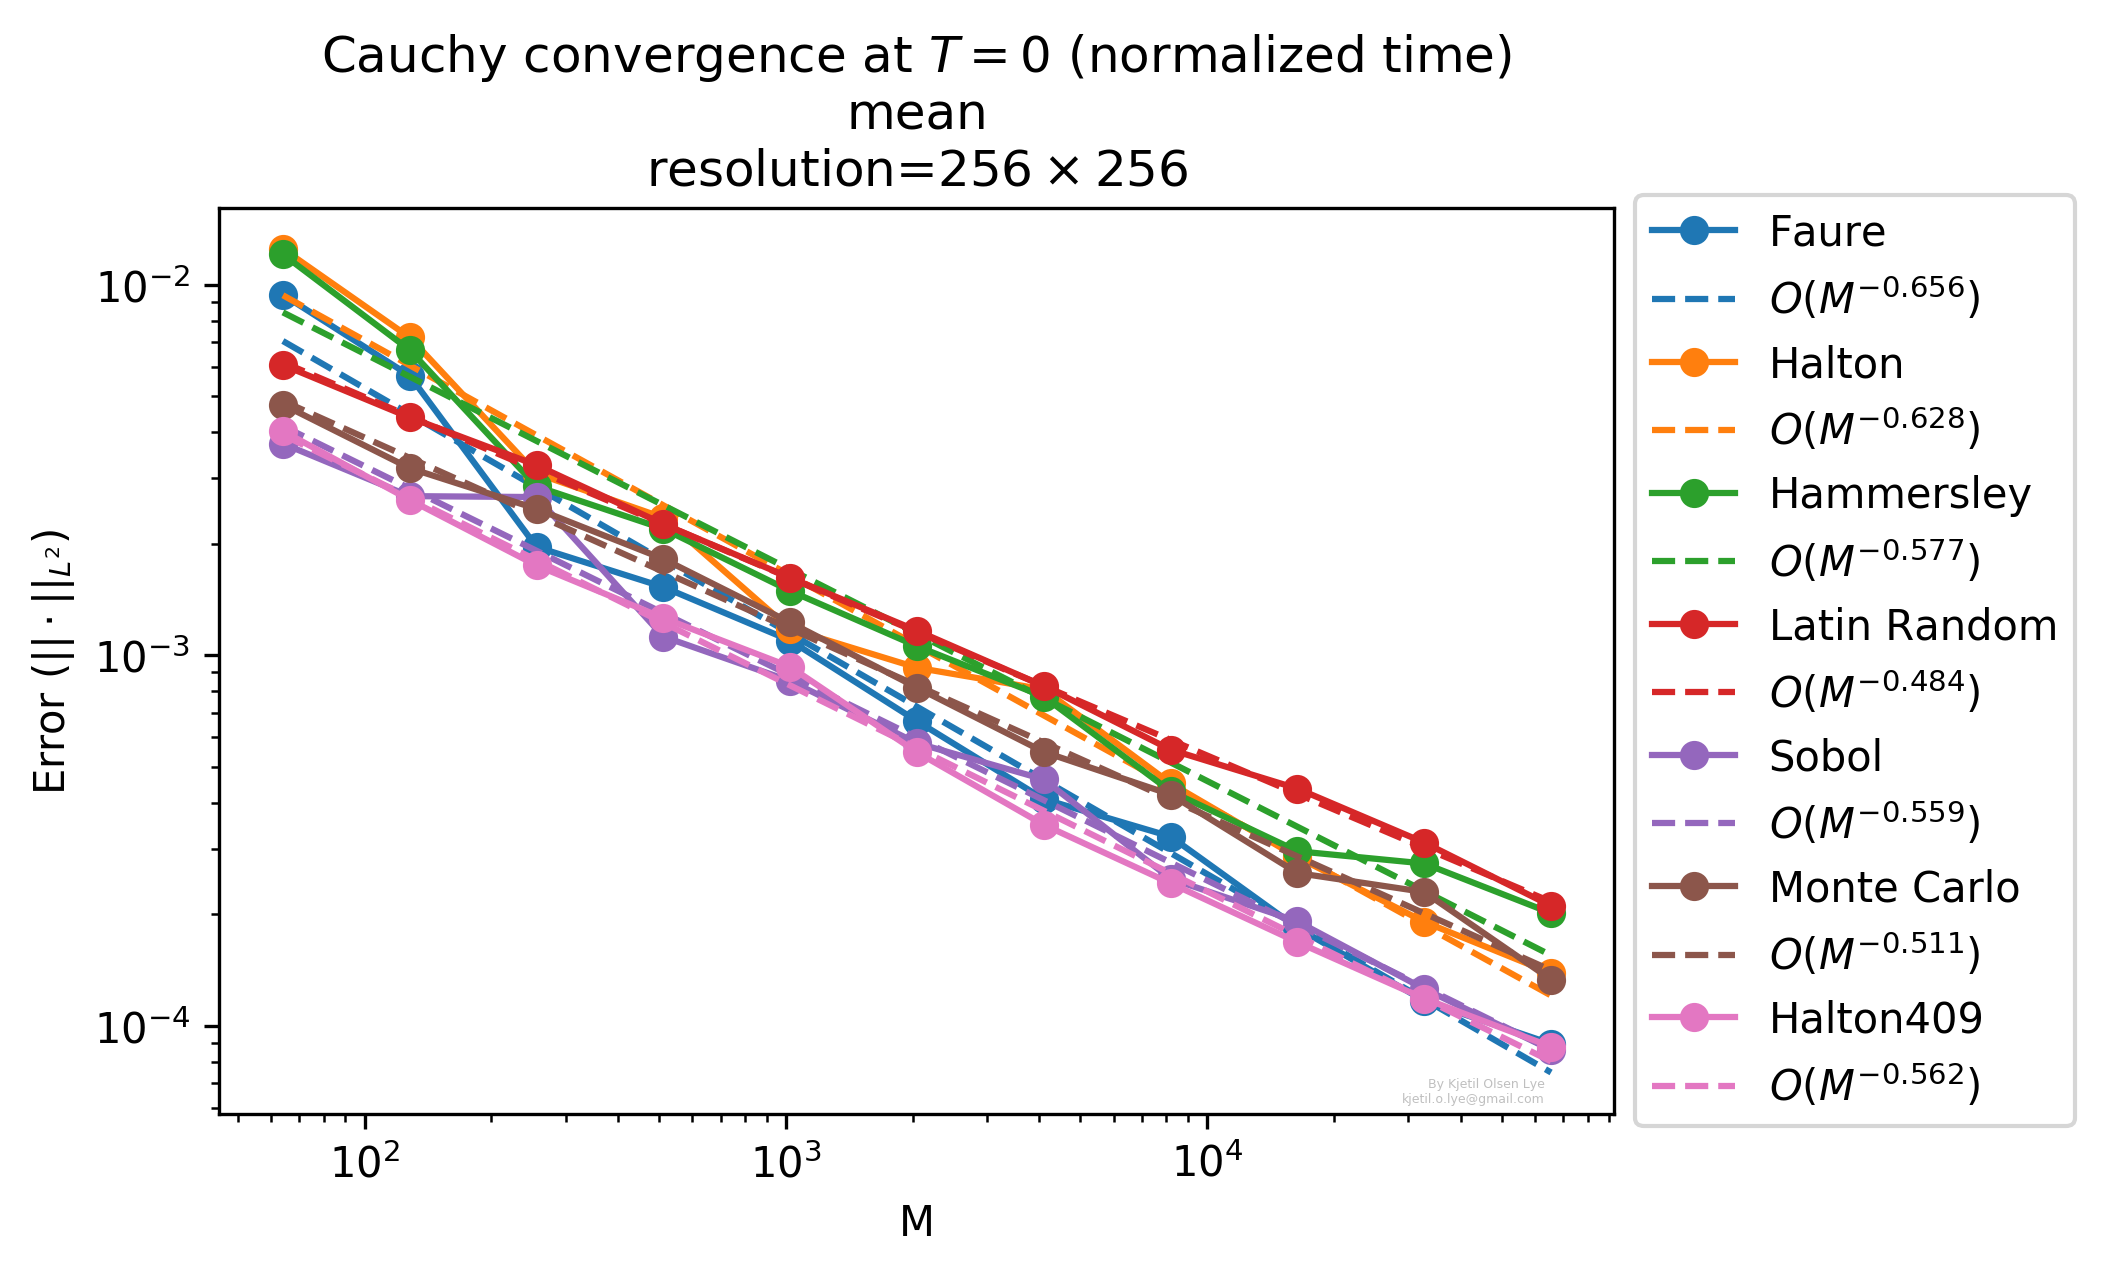 Cauchy convergence at T = 0 (normalized time)
mean
resolution=256 × 256
Error (|| · ||_{L^2})
10^{-2}
10^{-3}
10^{-4}
10^2
10^3
10^4
M
Faure
O(M^{-0.656})
Halton
O(M^{-0.628})
Hammersley
O(M^{-0.577})
Latin Random
O(M^{-0.484})
Sobol
O(M^{-0.559})
Monte Carlo
O(M^{-0.511})
Halton409
O(M^{-0.562})
By Kjetil Olsen Lye
kjetil.o.lye@gmail.com